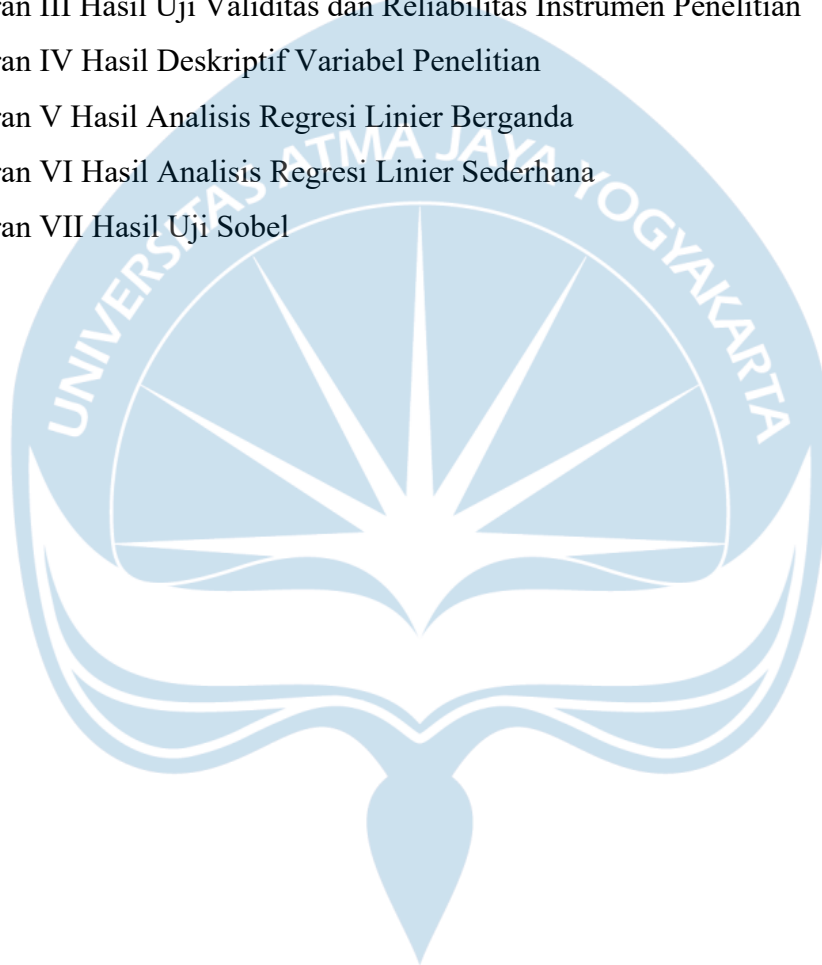 ran III Hasil Uji Validitas dan Reliabilitas Instrumen Penelitian
ran IV Hasil Deskriptif Variabel Penelitian
ran V Hasil Analisis Regresi Linier Berganda
ran VI Hasil Analisis Regresi Linier Sederhana
ran VII Hasil Uji Sobel
UNIVERSITAS ATMA JAYA YOGYAKARTA